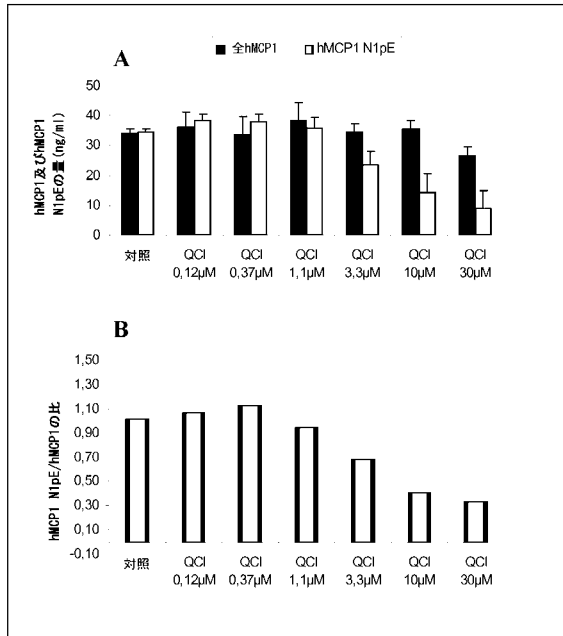 全hMCP1 hMCP1 N1pE
A
hMCP1及びhMCP1
N1pEの量(ng/ml)
50
40
30
20
10
0
対照 QCI QCI QCI QCI QCI QCI
0,12µM 0,37µM 1,1µM 3,3µM 10µM 30µM
B
hMCP1 N1pE/hMCP1の比
1,50
1,30
1,10
0,90
0,70
0,50
0,30
0,10
-0,10
対照 QCI QCI QCI QCI QCI QCI
0,12µM 0,37µM 1,1µM 3,3µM 10µM 30µM